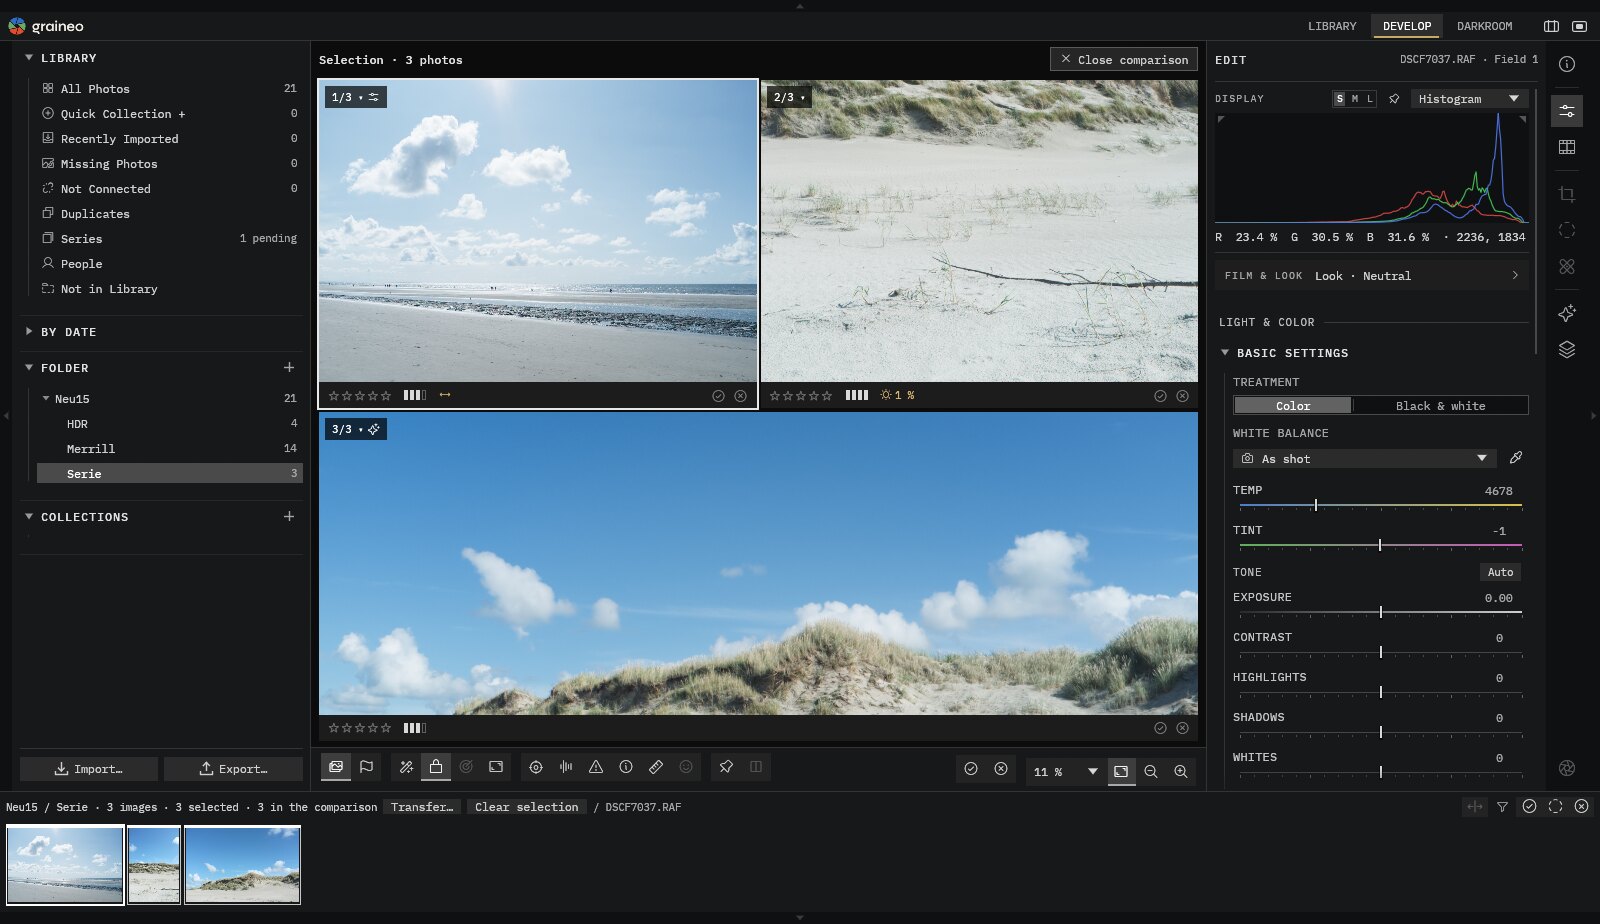 graineo
LIBRARY DEVELOP DARKROOM
LIBRARY
All Photos 21
Quick Collection + 0
Recently Imported 0
Missing Photos 0
Not Connected 0
Duplicates
Series 1 pending
People
Not in Library
BY DATE
FOLDER +
Neu15 21
HDR 4
Merrill 14
Serie 3
COLLECTIONS +
Import…
Export…
Selection · 3 photos
× Close comparison
1/3
2/3
1 %
3/3
11 %
EDIT DSCF7037.RAF · Field 1
DISPLAY S M L Histogram
R 23.4 % G 30.5 % B 31.6 % · 2236, 1834
FILM & LOOK Look · Neutral
LIGHT & COLOR
BASIC SETTINGS
TREATMENT
Color Black & white
WHITE BALANCE
As shot
TEMP 4678
TINT -1
TONE Auto
EXPOSURE 0.00
CONTRAST 0
HIGHLIGHTS 0
SHADOWS 0
WHITES 0
Neu15 / Serie · 3 images · 3 selected · 3 in the comparison Transfer… Clear selection / DSCF7037.RAF